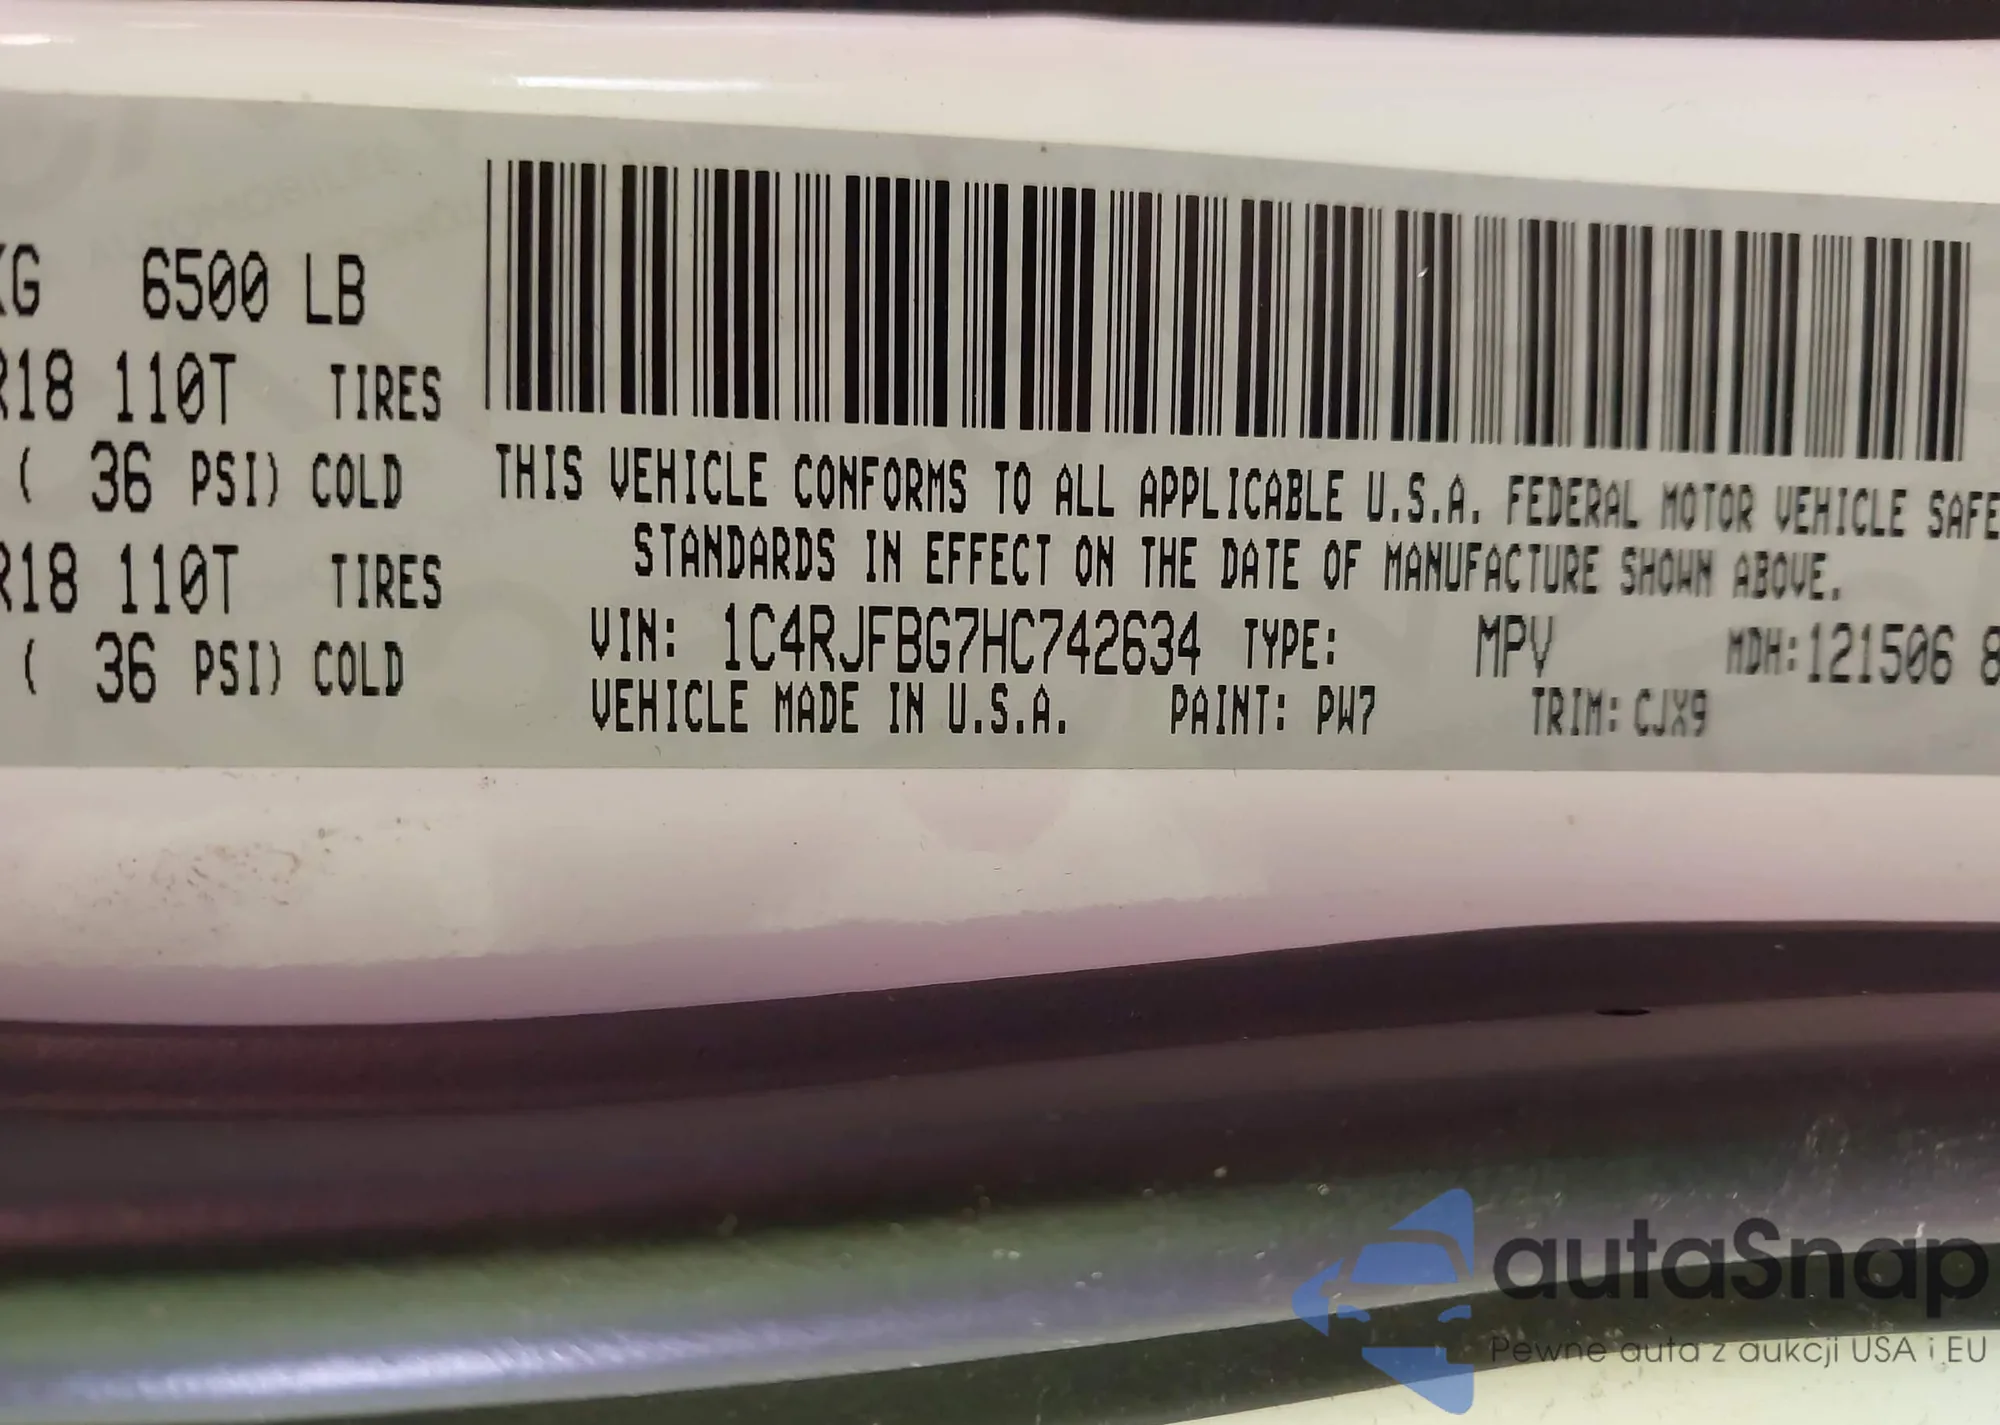 KG 6500 LB
R18 110T TIRES
( 36 PSI) COLD
R18 110T TIRES
( 36 PSI) COLD
THIS VEHICLE CONFORMS TO ALL APPLICABLE U.S.A. FEDERAL MOTOR VEHICLE SAFE
STANDARDS IN EFFECT ON THE DATE OF MANUFACTURE SHOWN ABOVE.
VIN: 1C4RJFBG7HC742634 TYPE: MPV MDH:121506 8
VEHICLE MADE IN U.S.A. PAINT: PW7 TRIM: CJX9
autaSnap
Pewne auta z aukcji USA i EU